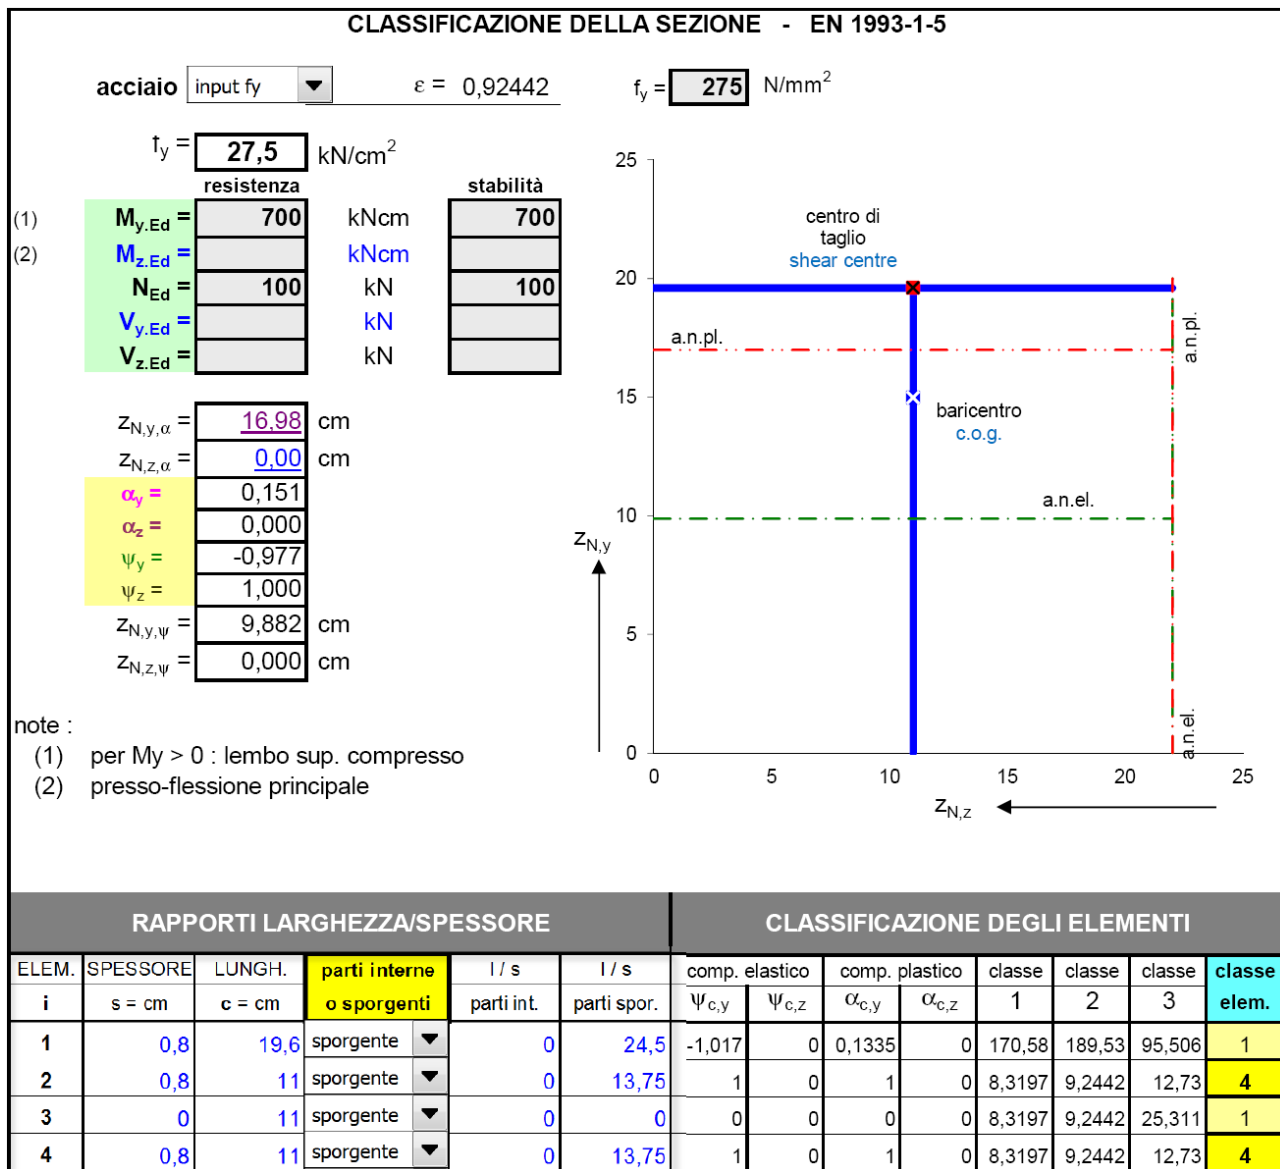 CLASSIFICAZIONE DELLA SEZIONE - EN 1993-1-5
acciaio input fy ε = 0,92442 fy = 275 N/mm²
fy = 27,5 kN/cm²
resistenza stabilità
(1) My.Ed = 700 kNcm 700
(2) Mz.Ed = kNcm
NEd = 100 kN 100
Vy.Ed = kN
Vz.Ed = kN
zN,y,α = 16,98 cm
zN,z,α = 0,00 cm
αy = 0,151
αz = 0,000
ψy = -0,977
ψz = 1,000
zN,y,ψ = 9,882 cm
zN,z,ψ = 0,000 cm
note :
(1) per My > 0 : lembo sup. compresso
(2) presso-flessione principale
25
20
15
10
5
0
zN,y
centro di
taglio
shear centre
a.n.pl.
a.n.pl.
baricentro
c.o.g.
a.n.el.
a.n.el.
0 5 10 15 20 25
zN,z
RAPPORTI LARGHEZZA/SPESSORE CLASSIFICAZIONE DEGLI ELEMENTI
ELEM. SPESSORE LUNGH. parti interne l / s l / s comp. elastico comp. plastico classe classe classe classe
i s = cm c = cm o sporgenti parti int. parti spor. ψc,y ψc,z αc,y αc,z 1 2 3 elem.
1 0,8 19,6 sporgente 0 24,5 -1,017 0 0,1335 0 170,58 189,53 95,506 1
2 0,8 11 sporgente 0 13,75 1 0 1 0 8,3197 9,2442 12,73 4
3 0 11 sporgente 0 0 0 0 0 0 8,3197 9,2442 25,311 1
4 0,8 11 sporgente 0 13,75 1 0 1 0 8,3197 9,2442 12,73 4